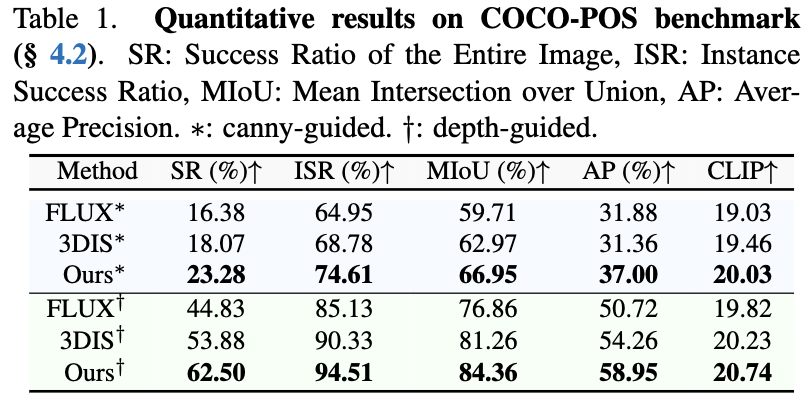 Table 1. Quantitative results on COCO-POS benchmark
(§ 4.2). SR: Success Ratio of the Entire Image, ISR: Instance
Success Ratio, MIoU: Mean Intersection over Union, AP: Aver-
age Precision. ∗: canny-guided. †: depth-guided.
Method SR (%)↑ ISR (%)↑ MIoU (%)↑ AP (%)↑ CLIP↑
FLUX∗ 16.38 64.95 59.71 31.88 19.03
3DIS∗ 18.07 68.78 62.97 31.36 19.46
Ours∗ 23.28 74.61 66.95 37.00 20.03
FLUX† 44.83 85.13 76.86 50.72 19.82
3DIS† 53.88 90.33 81.26 54.26 20.23
Ours† 62.50 94.51 84.36 58.95 20.74